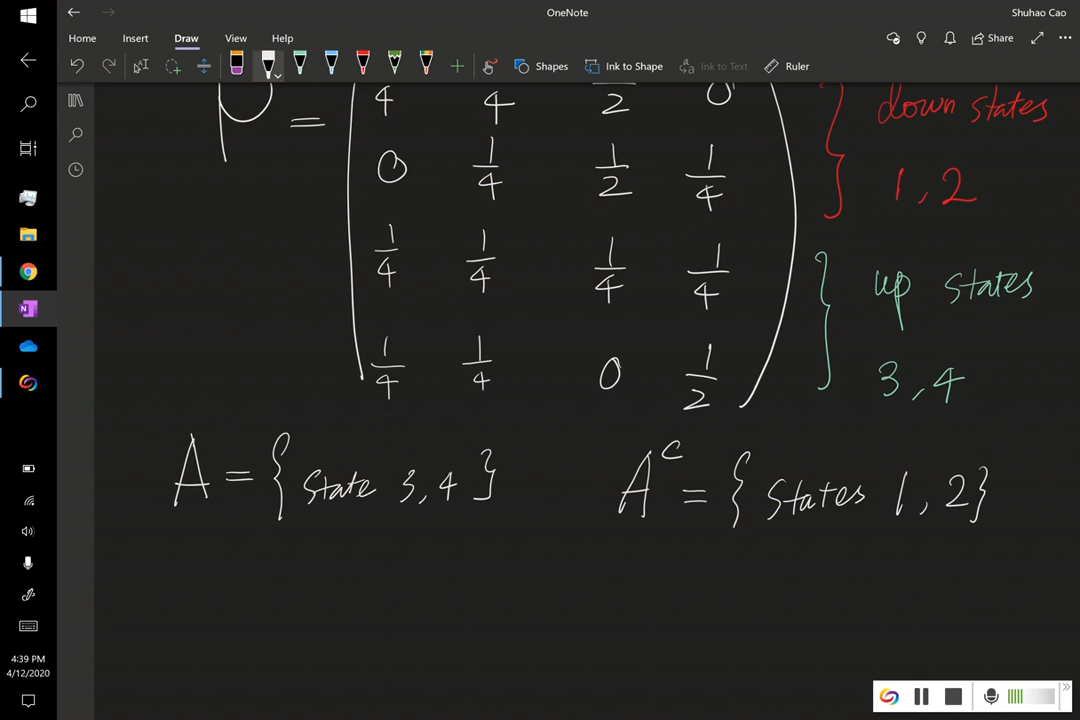 OneNote
Shuhao Cao
Home Insert Draw View Help
Share
Shapes Ink to Shape Ink to Text Ruler
P = 1/4 1/4 1/2 0
0 1/4 1/2 1/4
1/4 1/4 1/4 1/4
1/4 1/4 0 1/2
} down states
1, 2
} up states
3, 4
A = { State 3, 4 } A^c = { States 1, 2 }
4:39 PM
4/12/2020